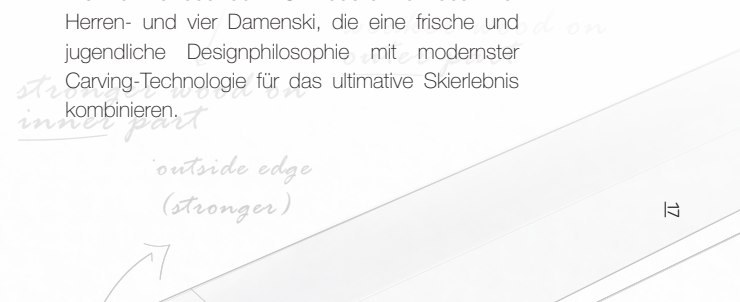 Herren- und vier Damenski, die eine frische und
jugendliche Designphilosophie mit modernster
Carving-Technologie für das ultimative Skierlebnis
kombinieren.
stronger wood on
inner part
outside edge
(stronger)
17